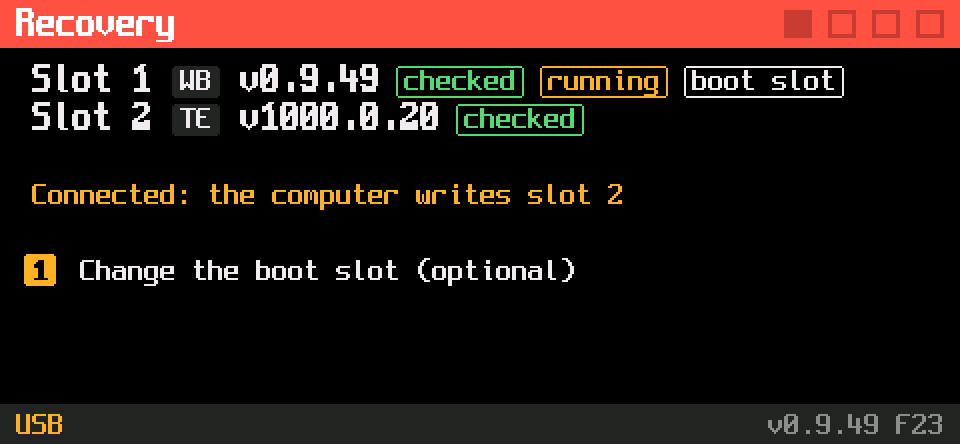 Recovery
Slot 1 WB v0.9.49 checked running boot slot
Slot 2 TE v1000.0.20 checked
Connected: the computer writes slot 2
1 Change the boot slot (optional)
USB v0.9.49 F23